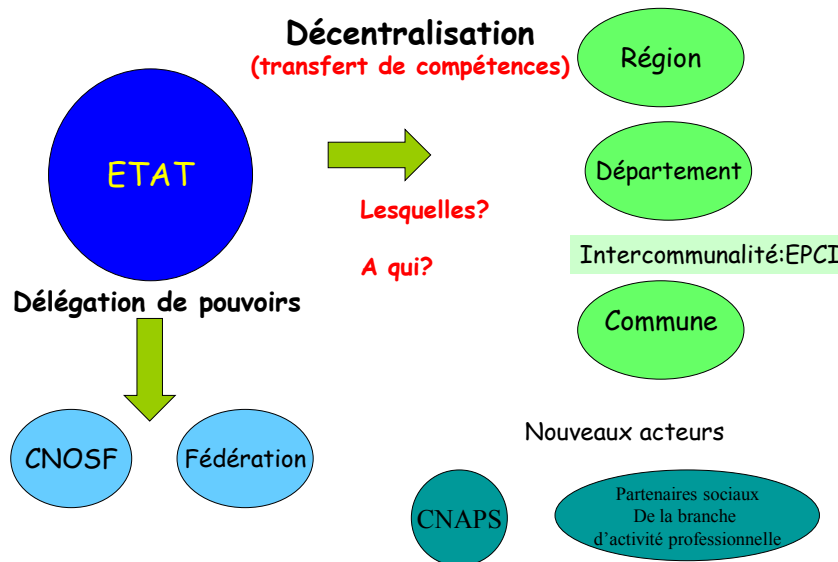 Décentralisation
(transfert de compétences)
ETAT
Région
Département
Lesquelles?
A qui?
Intercommunalité:EPCI
Commune
Délégation de pouvoirs
CNOSF
Fédération
Nouveaux acteurs
CNAPS
Partenaires sociaux
De la branche
d'activité professionnelle